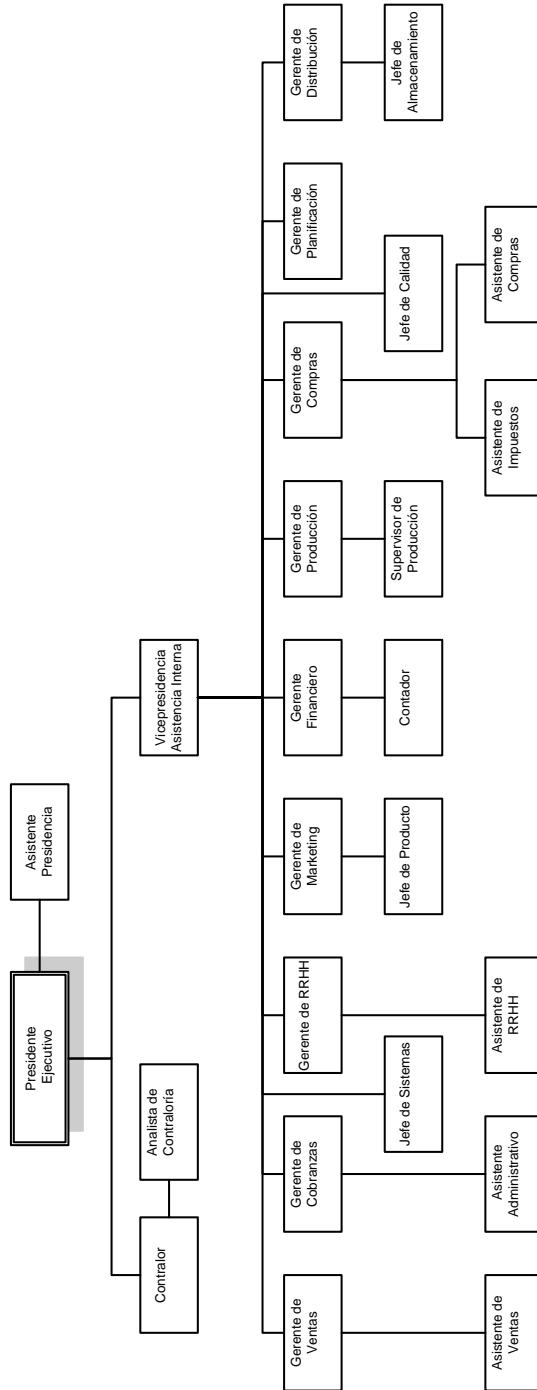 Presidente
Ejecutivo
Asistente
Presidencia
Contralor
Analista de
Contraloría
Vicepresidencia
Asistencia Interna
Gerente de
Ventas
Gerente de
Cobranzas
Gerente de RRHH
Gerente de
Marketing
Gerente
Financiero
Gerente de
Producción
Gerente de
Compras
Gerente de
Planificación
Gerente de
Distribución
Jefe de Sistemas
Jefe de Producto
Contador
Supervisor de
Producción
Jefe de Calidad
Jefe de
Almacenamiento
Asistente de
Ventas
Asistente
Administrativo
Asistente de
RRHH
Asistente de
Impuestos
Asistente de
Compras